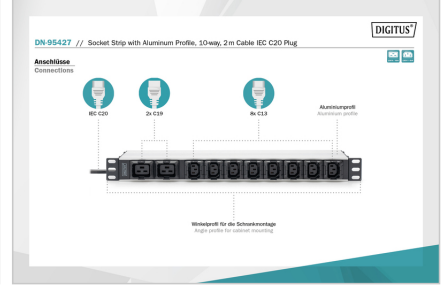 DIGITUS®
DN-95427 // Socket Strip with Aluminum Profile, 10-way, 2 m Cable IEC C20 Plug
Anschlüsse
Connections
IEC C20
2x C19
8x C13
Aluminiumprofil
Aluminium profile
Winkelprofil für die Schrankmontage
Angle profile for cabinet mounting